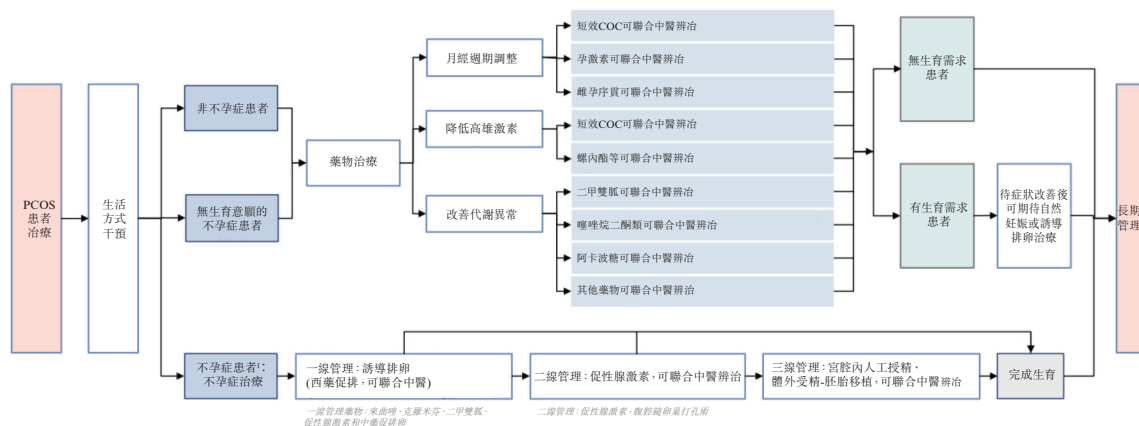 PCOS
患者
治療
生活
方式
干預
非不孕症患者
無生育意願的
不孕症患者
藥物治療
月經週期調整
短效COC可聯合中醫辨治
孕激素可聯合中醫辨治
雌孕序貫可聯合中醫辨治
降低高雄激素
短效COC可聯合中醫辨治
螺內酯等可聯合中醫辨治
改善代謝異常
二甲雙胍可聯合中醫辨治
噻唑烷二酮類可聯合中醫辨治
阿卡波糖可聯合中醫辨治
其他藥物可聯合中醫辨治
無生育需求
患者
有生育需求
患者
待症狀改善後
可期待自然
妊娠或誘導
排卵治療
長期
管理
不孕症患者¹：
不孕症治療
一線管理：誘導排卵
(西藥促排，可聯合中醫)
二線管理：促性腺激素，可聯合中醫辨治
三線管理：宮腔內人工授精、
體外受精-胚胎移植，可聯合中醫辨治
完成生育
一線管理藥物：來曲唑、克羅米芬、二甲雙胍、
促性腺激素和中藥促排卵
二線管理：促性腺激素，腹腔鏡卵巢打孔術